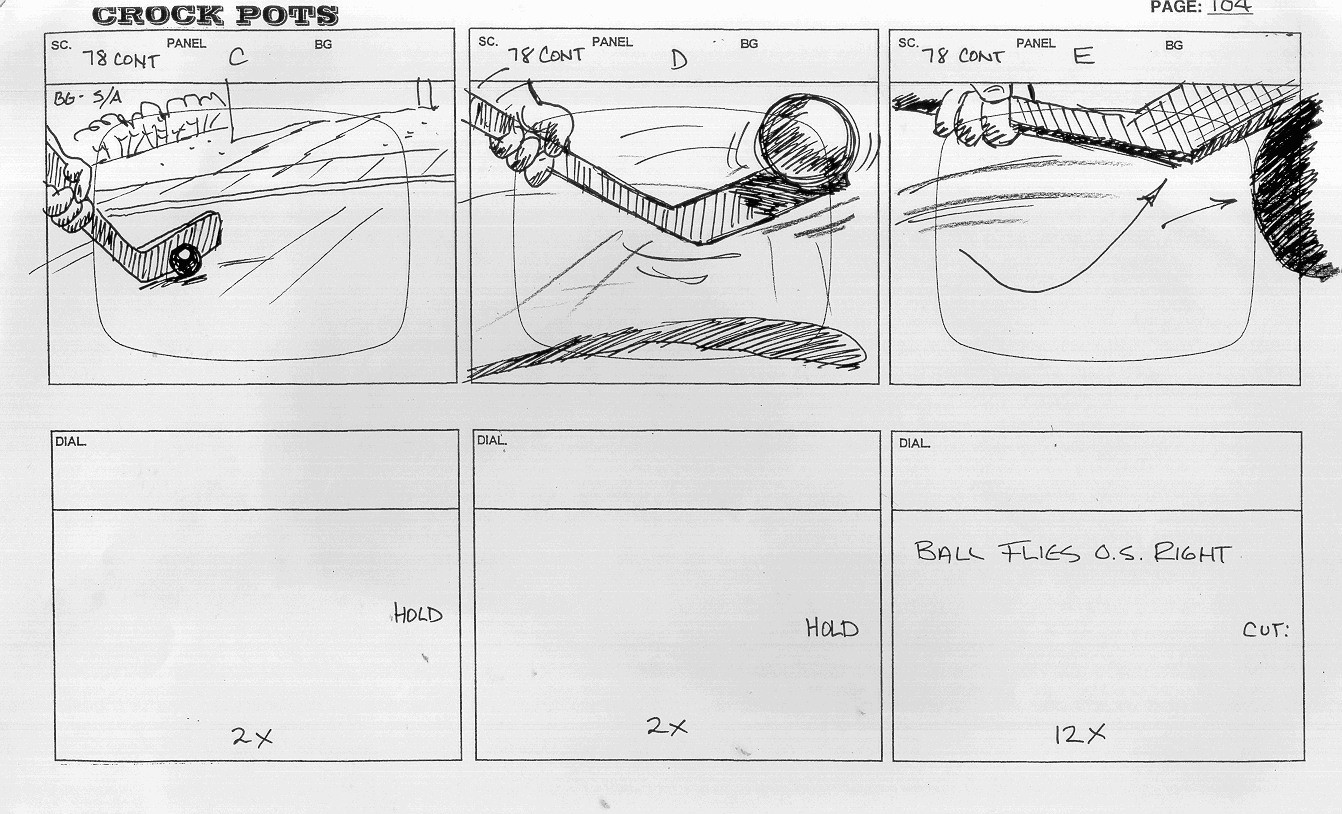 CROCK POTS
PAGE: 104
SC. 78 CONT PANEL C BG
SC. 78 CONT PANEL D BG
SC. 78 CONT PANEL E BG
BG - S/A
DIAL.
DIAL.
DIAL.
HOLD
2X
HOLD
2X
BALL FLIES O.S. RIGHT
CUT:
12X